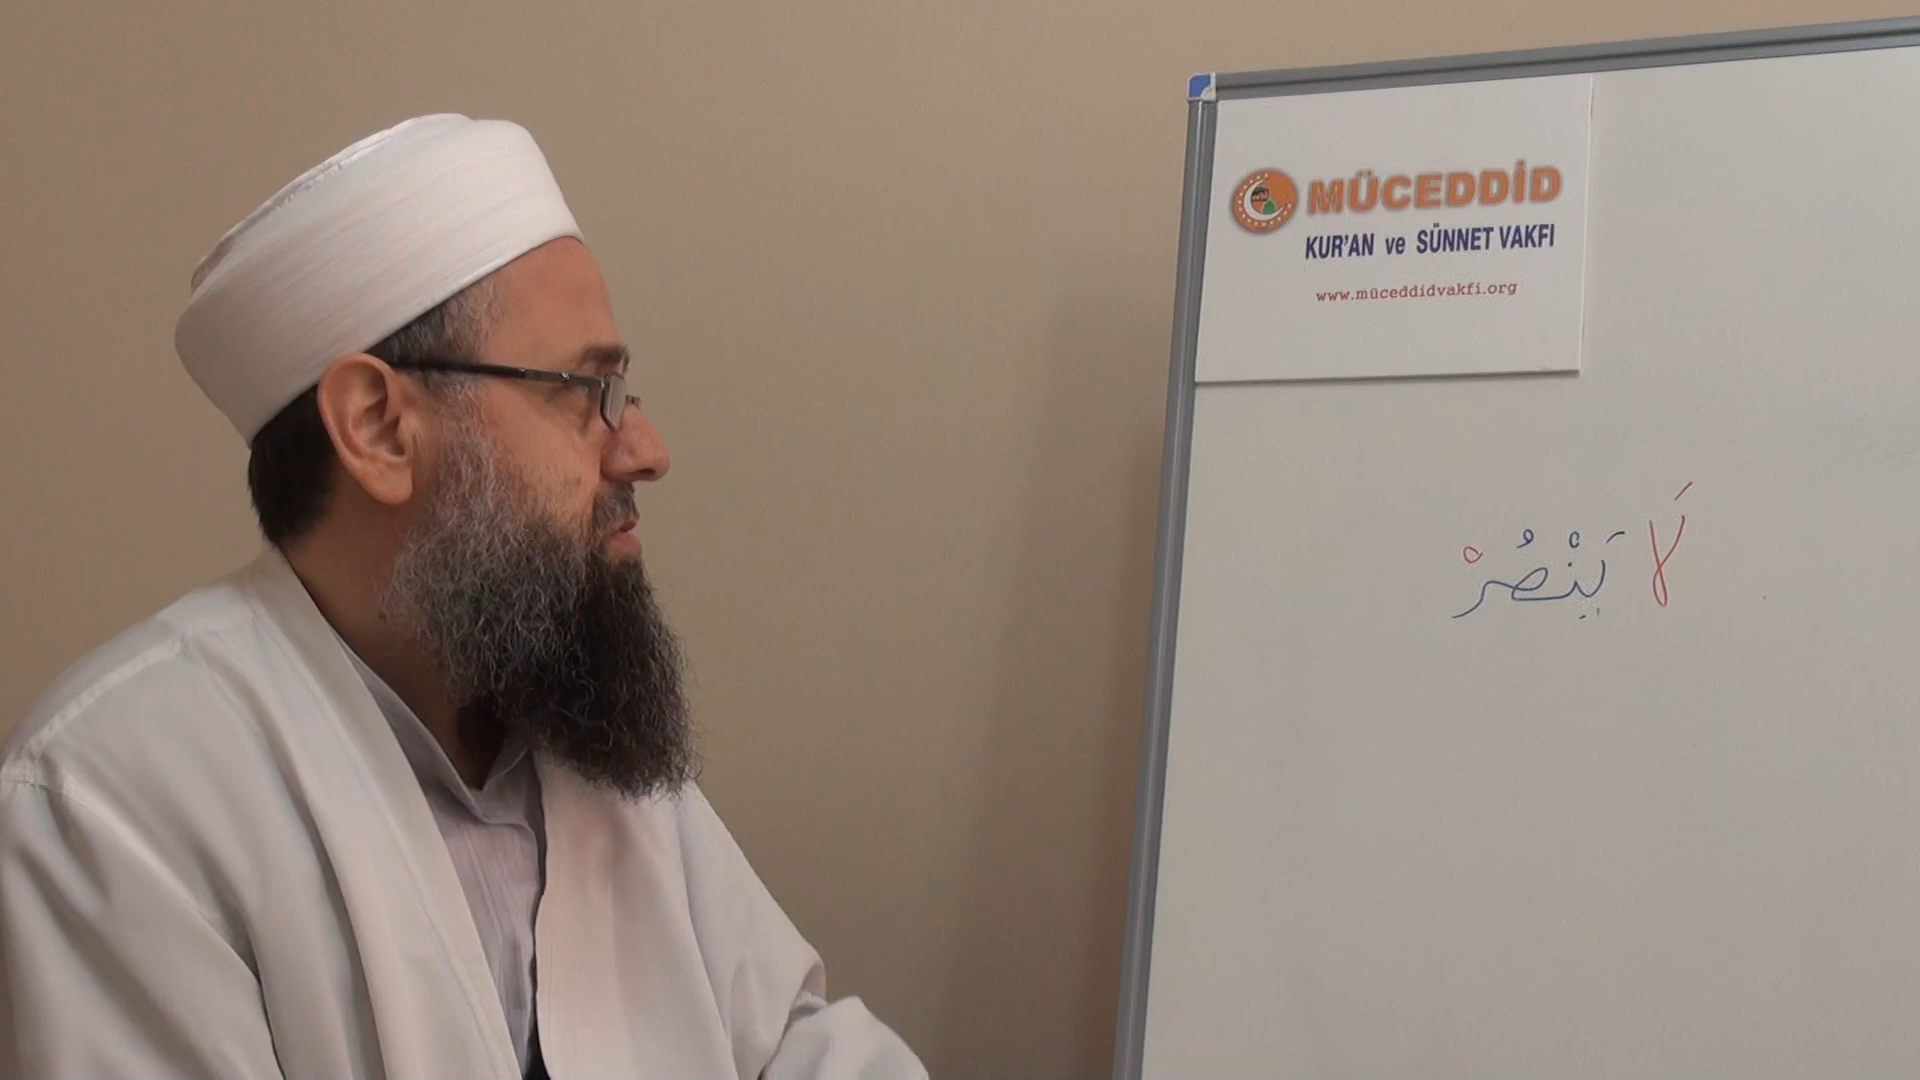 MÜCEDDİD
KUR'AN ve SÜNNET VAKFI
www.müceddidvakfi.org
لَا يَنْصُرْ